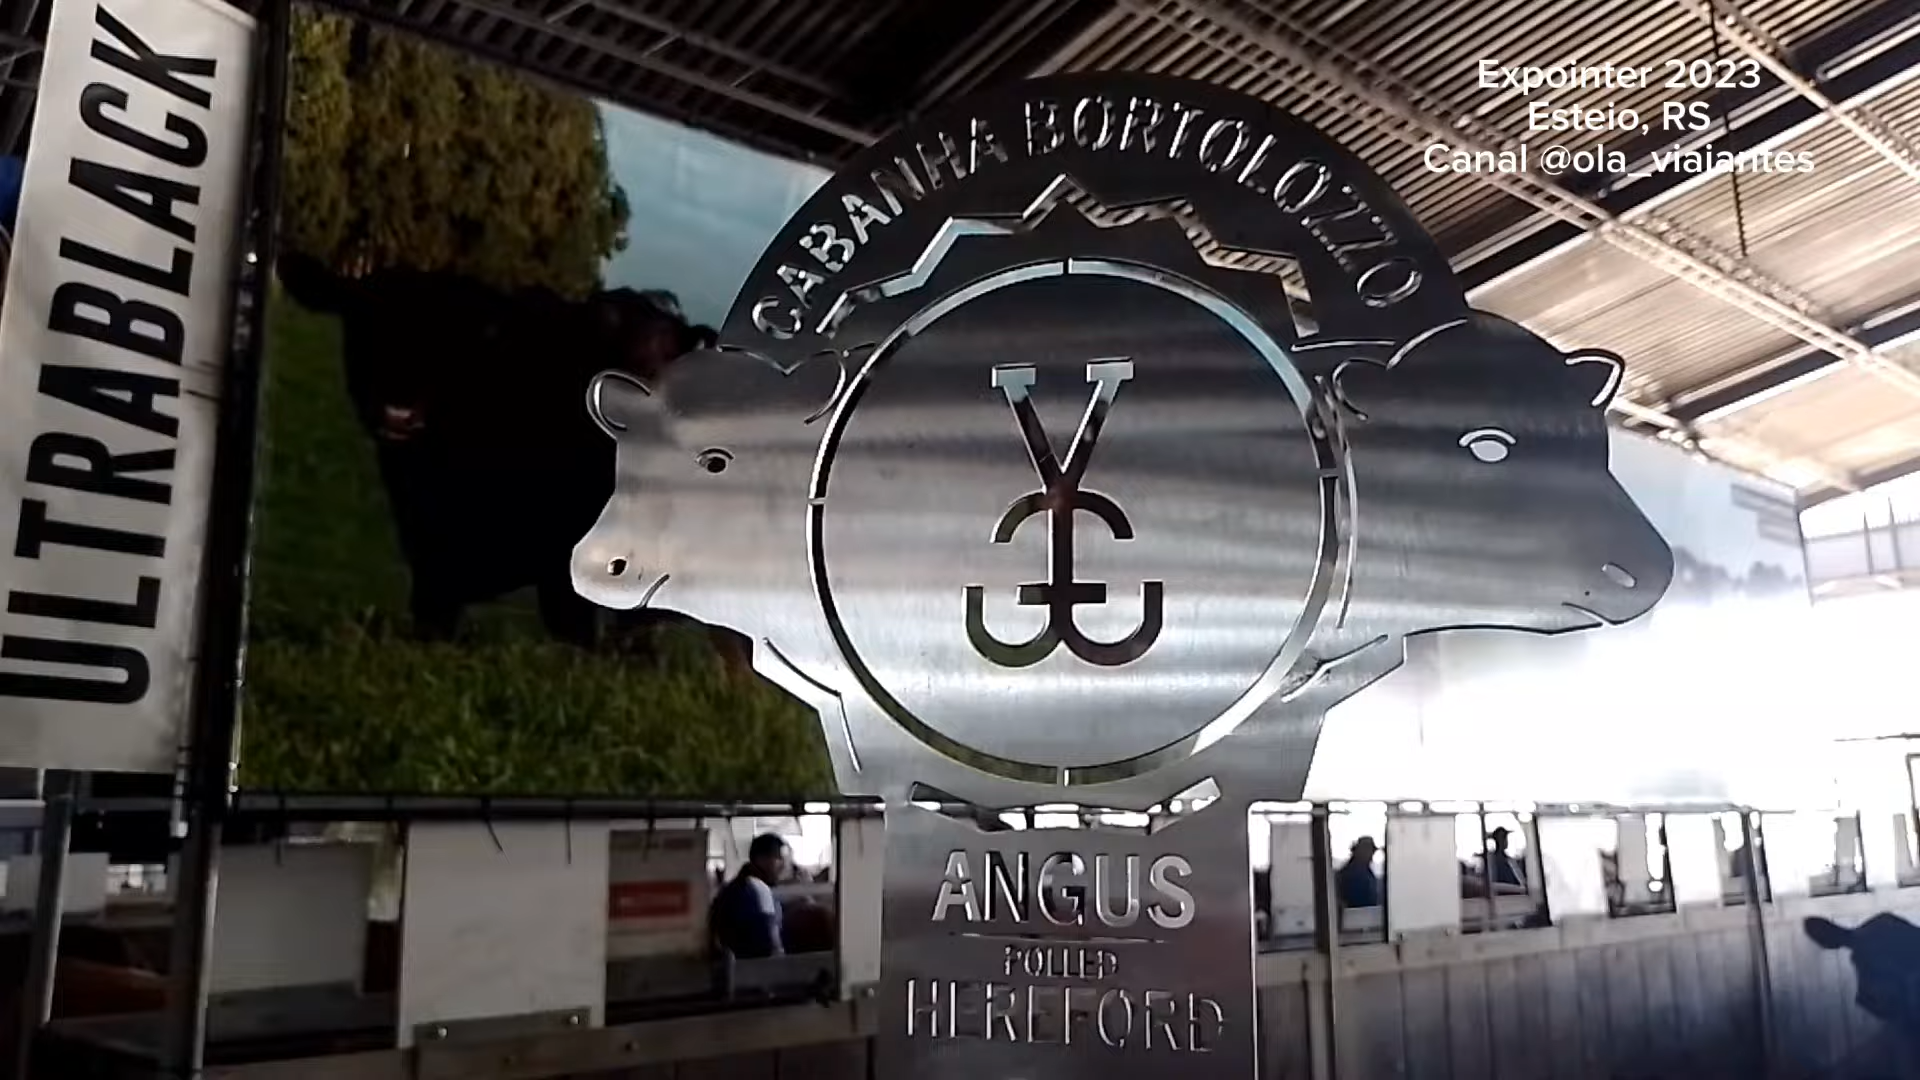 Expointer 2023
Esteio, RS
Canal @ola_viajantes
ULTRABLACK
CABANHA BORTOLOZZO
ANGUS
POLLED
HEREFORD